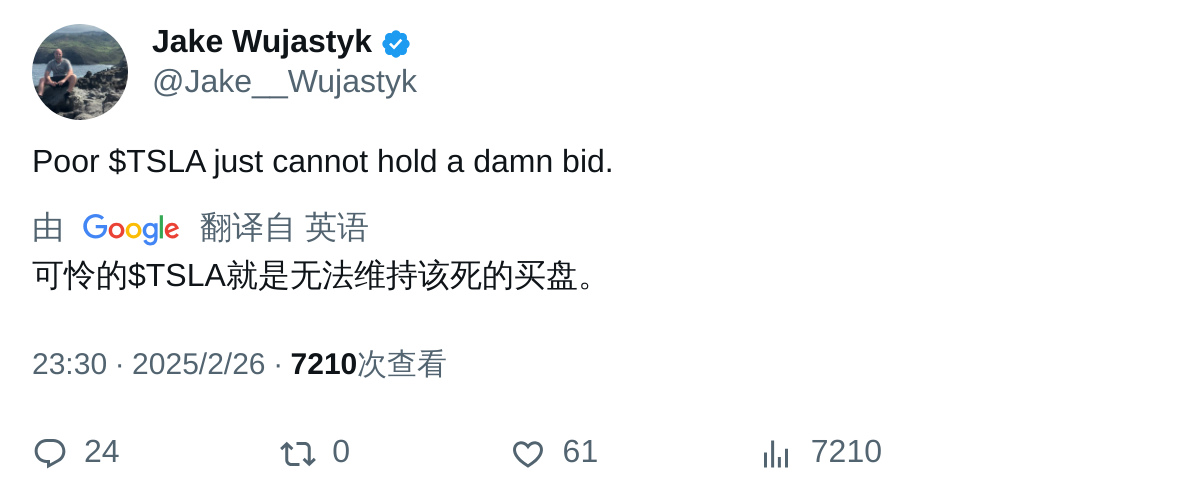 Jake Wujastyk
@Jake__Wujastyk
Poor $TSLA just cannot hold a damn bid.
由 Google 翻译自 英语
可怜的$TSLA就是无法维持该死的买盘。
23:30 · 2025/2/26 · 7210次查看
24 0 61 7210